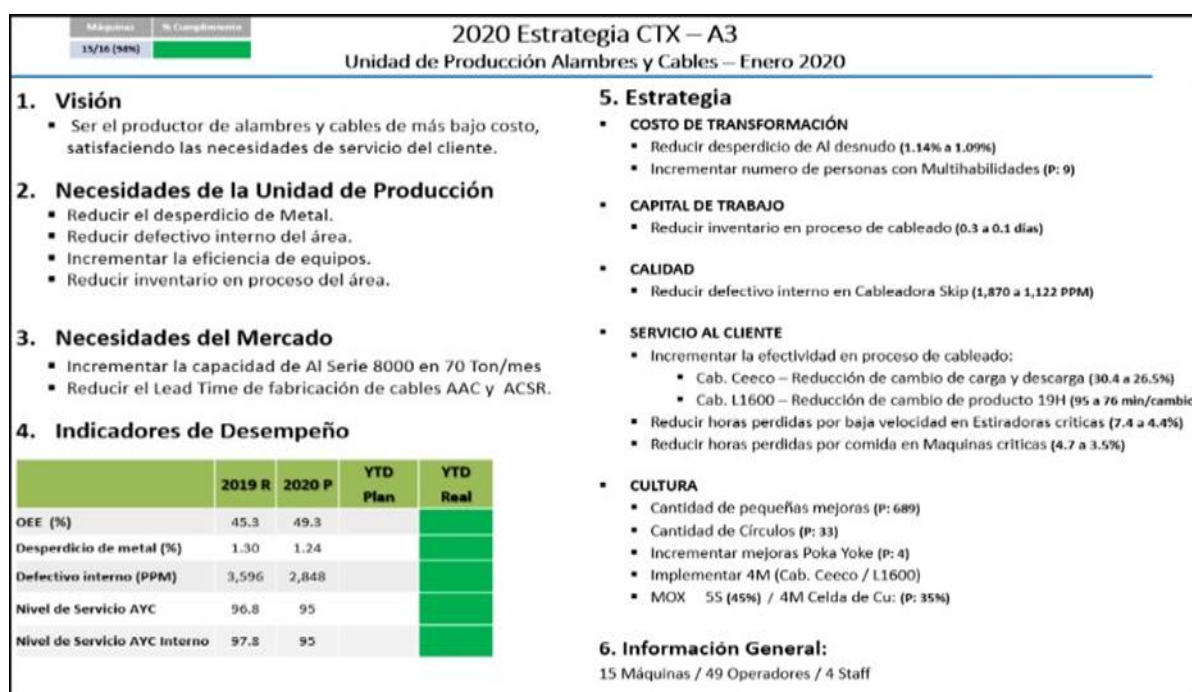 Máquinas % Cumplimiento
15/16 (94%)
2020 Estrategia CTX – A3
Unidad de Producción Alambres y Cables – Enero 2020
1. Visión
▪ Ser el productor de alambres y cables de más bajo costo,
satisfaciendo las necesidades de servicio del cliente.
2. Necesidades de la Unidad de Producción
▪ Reducir el desperdicio de Metal.
▪ Reducir defectivo interno del área.
▪ Incrementar la eficiencia de equipos.
▪ Reducir inventario en proceso del área.
3. Necesidades del Mercado
▪ Incrementar la capacidad de Al Serie 8000 en 70 Ton/mes
▪ Reducir el Lead Time de fabricación de cables AAC y ACSR.
4. Indicadores de Desempeño
2019 R 2020 P YTD Plan YTD Real
OEE (%) 45.3 49.3
Desperdicio de metal (%) 1.30 1.24
Defectivo interno (PPM) 3,596 2,848
Nivel de Servicio AYC 96.8 95
Nivel de Servicio AYC Interno 97.8 95
5. Estrategia
▪ COSTO DE TRANSFORMACIÓN
▪ Reducir desperdicio de Al desnudo (1.14% a 1.09%)
▪ Incrementar numero de personas con Multihabilidades (P: 9)
▪ CAPITAL DE TRABAJO
▪ Reducir inventario en proceso de cableado (0.3 a 0.1 días)
▪ CALIDAD
▪ Reducir defectivo interno en Cableadora Skip (1,870 a 1,122 PPM)
▪ SERVICIO AL CLIENTE
▪ Incrementar la efectividad en proceso de cableado:
▪ Cab. Ceeco – Reducción de cambio de carga y descarga (30.4 a 26.5%)
▪ Cab. L1600 – Reducción de cambio de producto 19H (95 a 76 min/cambio
▪ Reducir horas perdidas por baja velocidad en Estiradoras criticas (7.4 a 4.4%)
▪ Reducir horas perdidas por comida en Maquinas criticas (4.7 a 3.5%)
▪ CULTURA
▪ Cantidad de pequeñas mejoras (P: 689)
▪ Cantidad de Círculos (P: 33)
▪ Incrementar mejoras Poka Yoke (P: 4)
▪ Implementar 4M (Cab. Ceeco / L1600)
▪ MOX 5S (45%) / 4M Celda de Cu: (P: 35%)
6. Información General:
15 Máquinas / 49 Operadores / 4 Staff